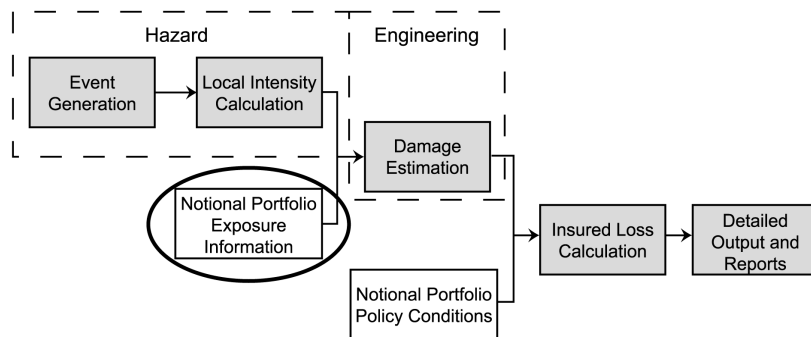 Hazard
Engineering
Event
Generation
Local Intensity
Calculation
Damage
Estimation
Notional Portfolio
Exposure
Information
Insured Loss
Calculation
Detailed
Output and
Reports
Notional Portfolio
Policy Conditions